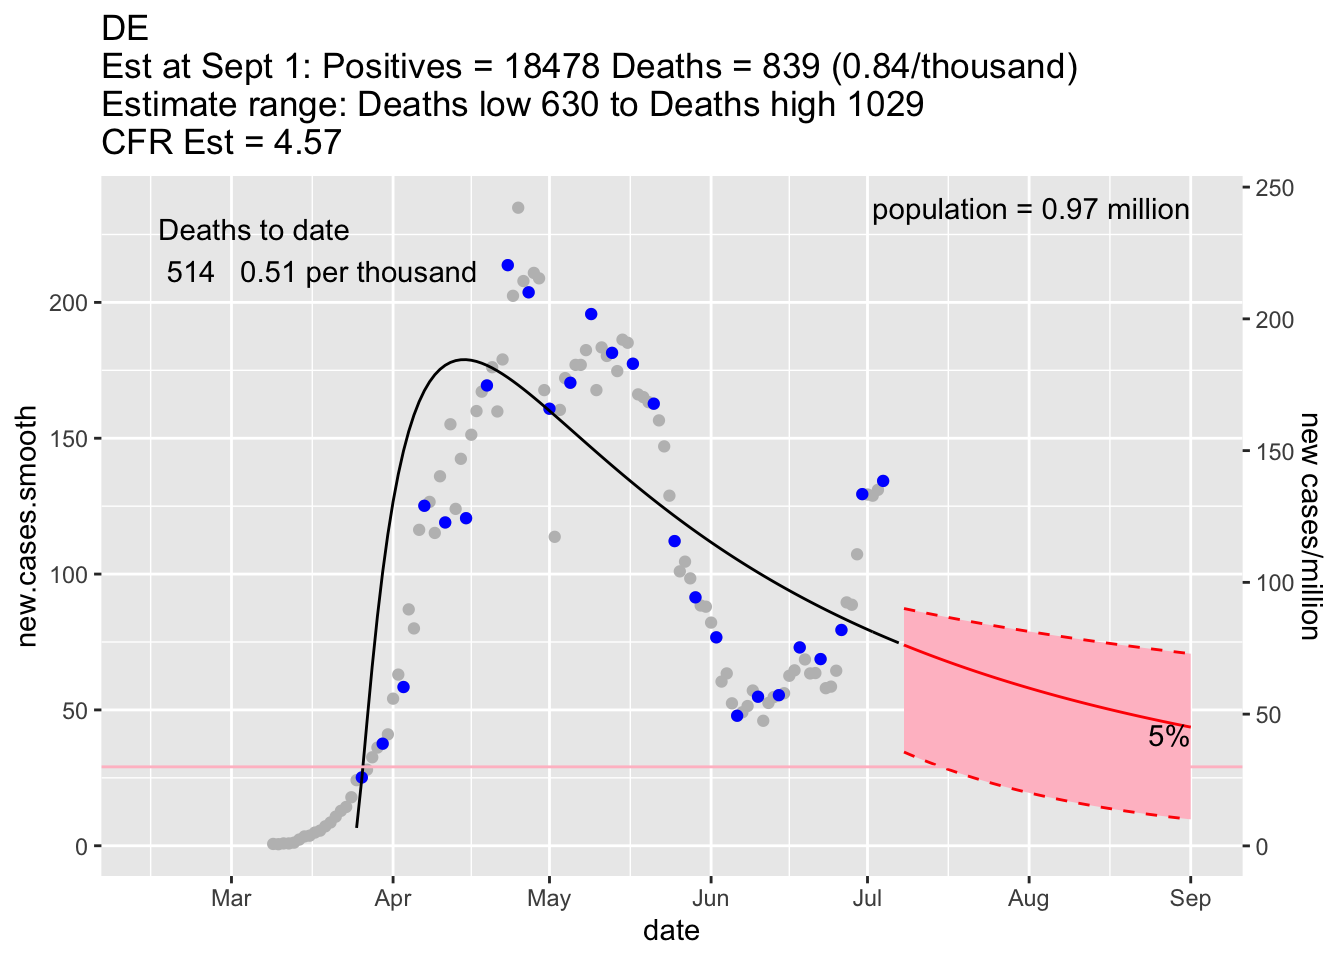 DE
Est at Sept 1: Positives = 18478 Deaths = 839 (0.84/thousand)
Estimate range: Deaths low 630 to Deaths high 1029
CFR Est = 4.57
Deaths to date
514 0.51 per thousand
population = 0.97 million
5%
new.cases.smooth
200
150
100
50
0
250
200
150
100
50
0
new cases/million
Mar Apr May Jun Jul Aug Sep
date